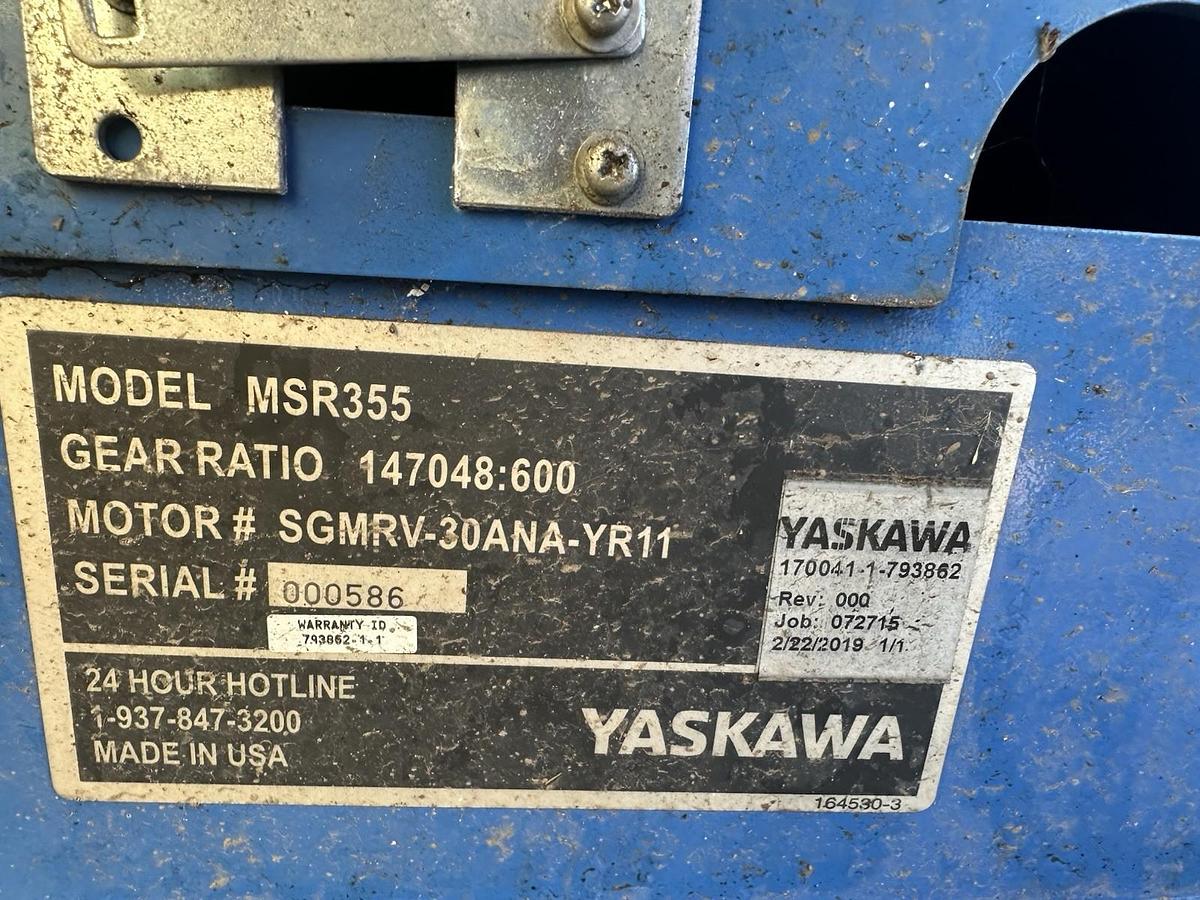 MODEL MSR355
GEAR RATIO 147048:600
MOTOR # SGMRV-30ANA-YR11
SERIAL # 000586
WARRANTY ID
793862-1-1
YASKAWA
170041-1-793862
Rev: 000
Job: 072715
2/22/2019 1/1
24 HOUR HOTLINE
1-937-847-3200
MADE IN USA
YASKAWA
164530-3